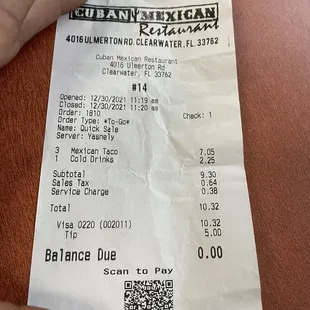 CUBAN MEXICAN
Restaurant
4016 ULMERTON RD. CLEARWATER, FL. 33762
Cuban Mexican Restaurant
4016 Ulmerton Rd
Clearwater, FL 33762
#14
Opened: 12/30/2021 11:19 am
Closed: 12/30/2021 11:20 am
Order: 1810 Check: 1
Order Type: *To-Go*
Name: Quick Sale
Server: Yasnely
3 Mexican Taco 7.05
1 Cold Drinks 2.25
Subtotal 9.30
Sales Tax 0.64
Service Charge 0.38
Total 10.32
Visa 0220 (002011) 10.32
Tip 5.00
Balance Due 0.00
Scan to Pay